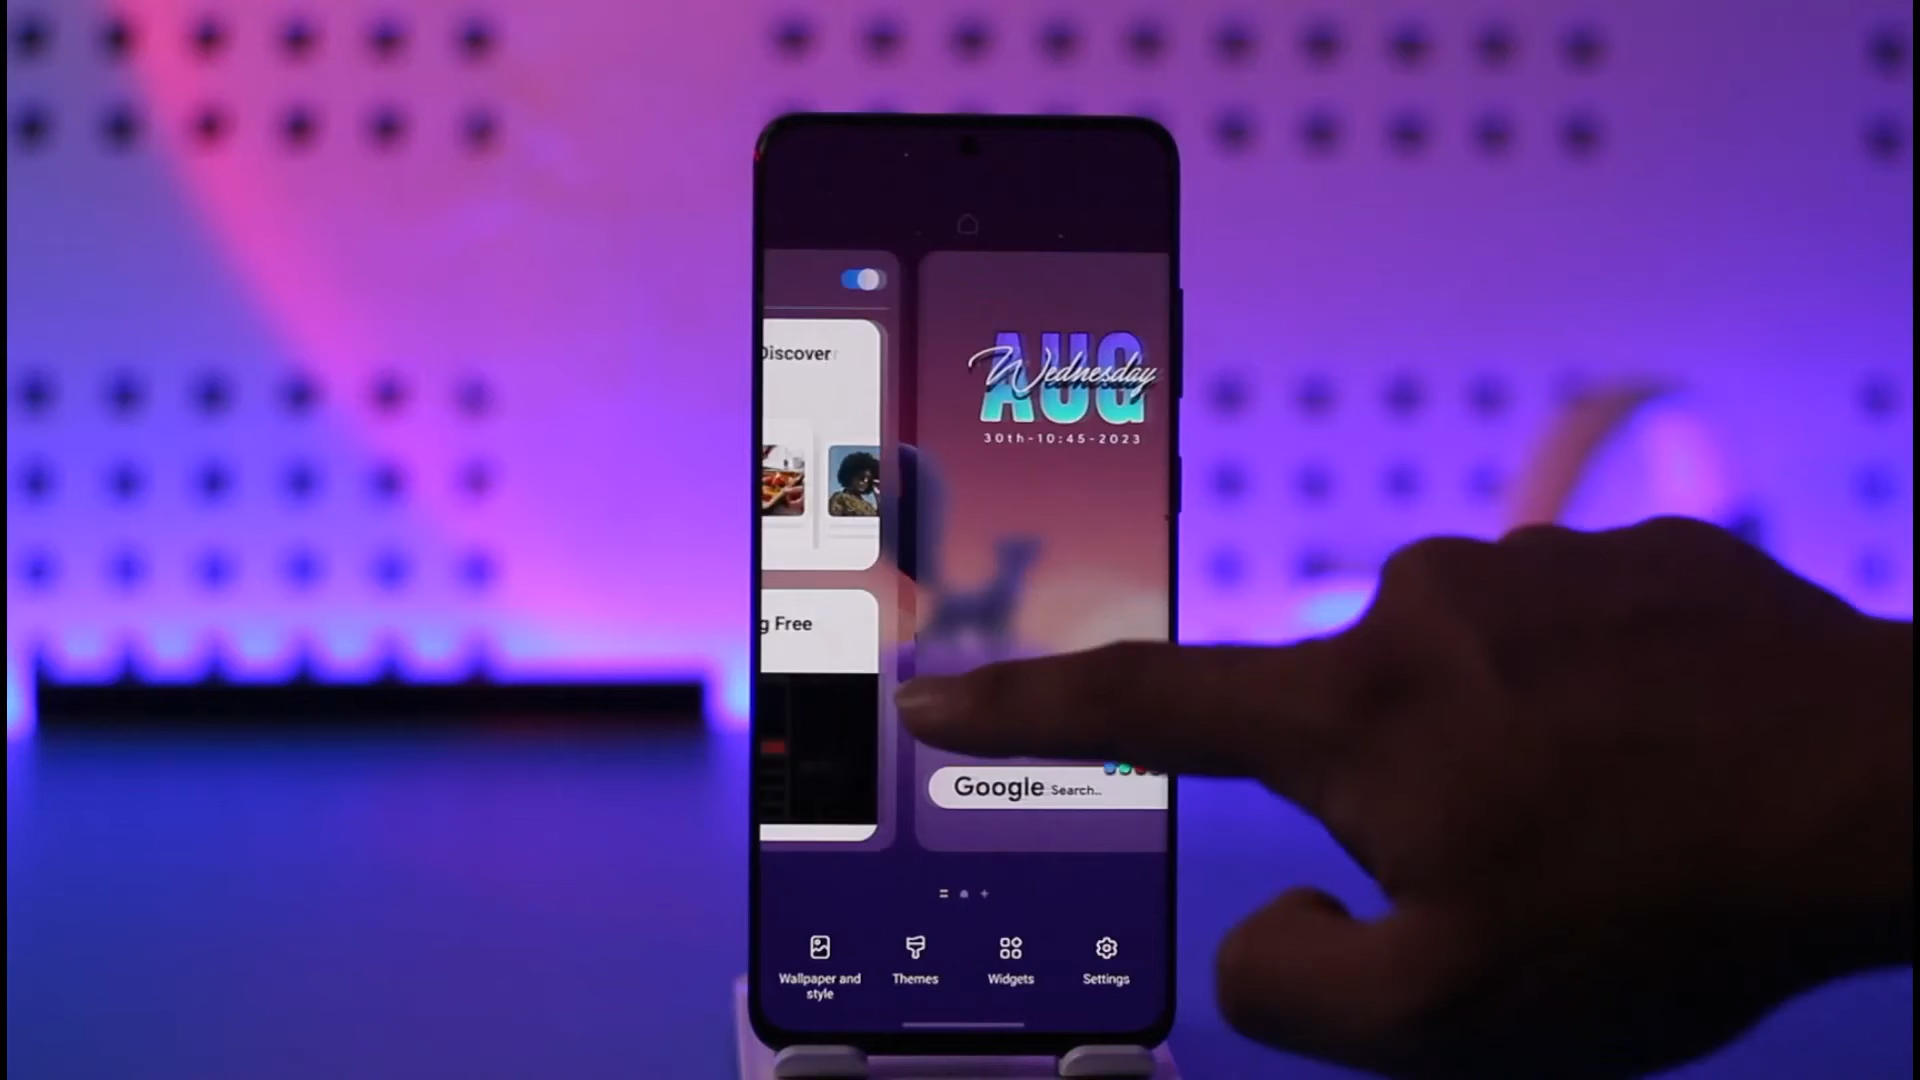 Discover
g Free
AUG
Wednesday
30th-10:45-2023
Google Search..
Wallpaper and
style
Themes
Widgets
Settings